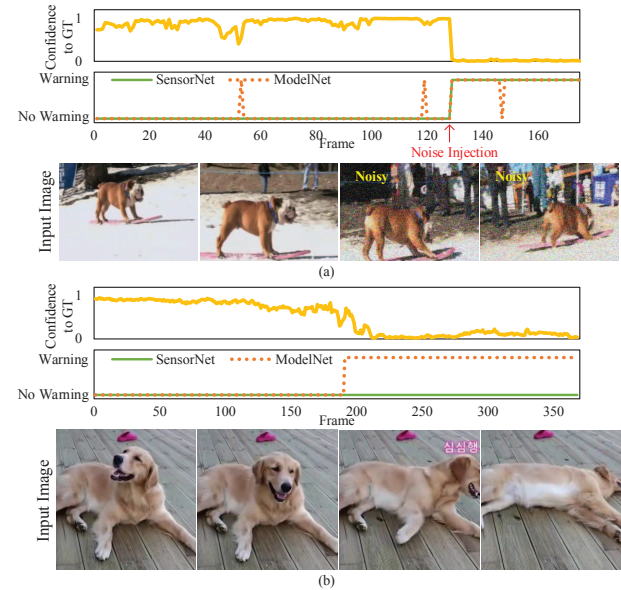 Confidence
to GT
1
0
Warning
No Warning
SensorNet
ModelNet
0 20 40 60 80 100 120 140 160
Frame
Noise Injection
Input Image
Noisy
Noisy
(a)
Confidence
to GT
1
0
Warning
No Warning
SensorNet
ModelNet
0 50 100 150 200 250 300 350
Frame
Input Image
심심행
(b)